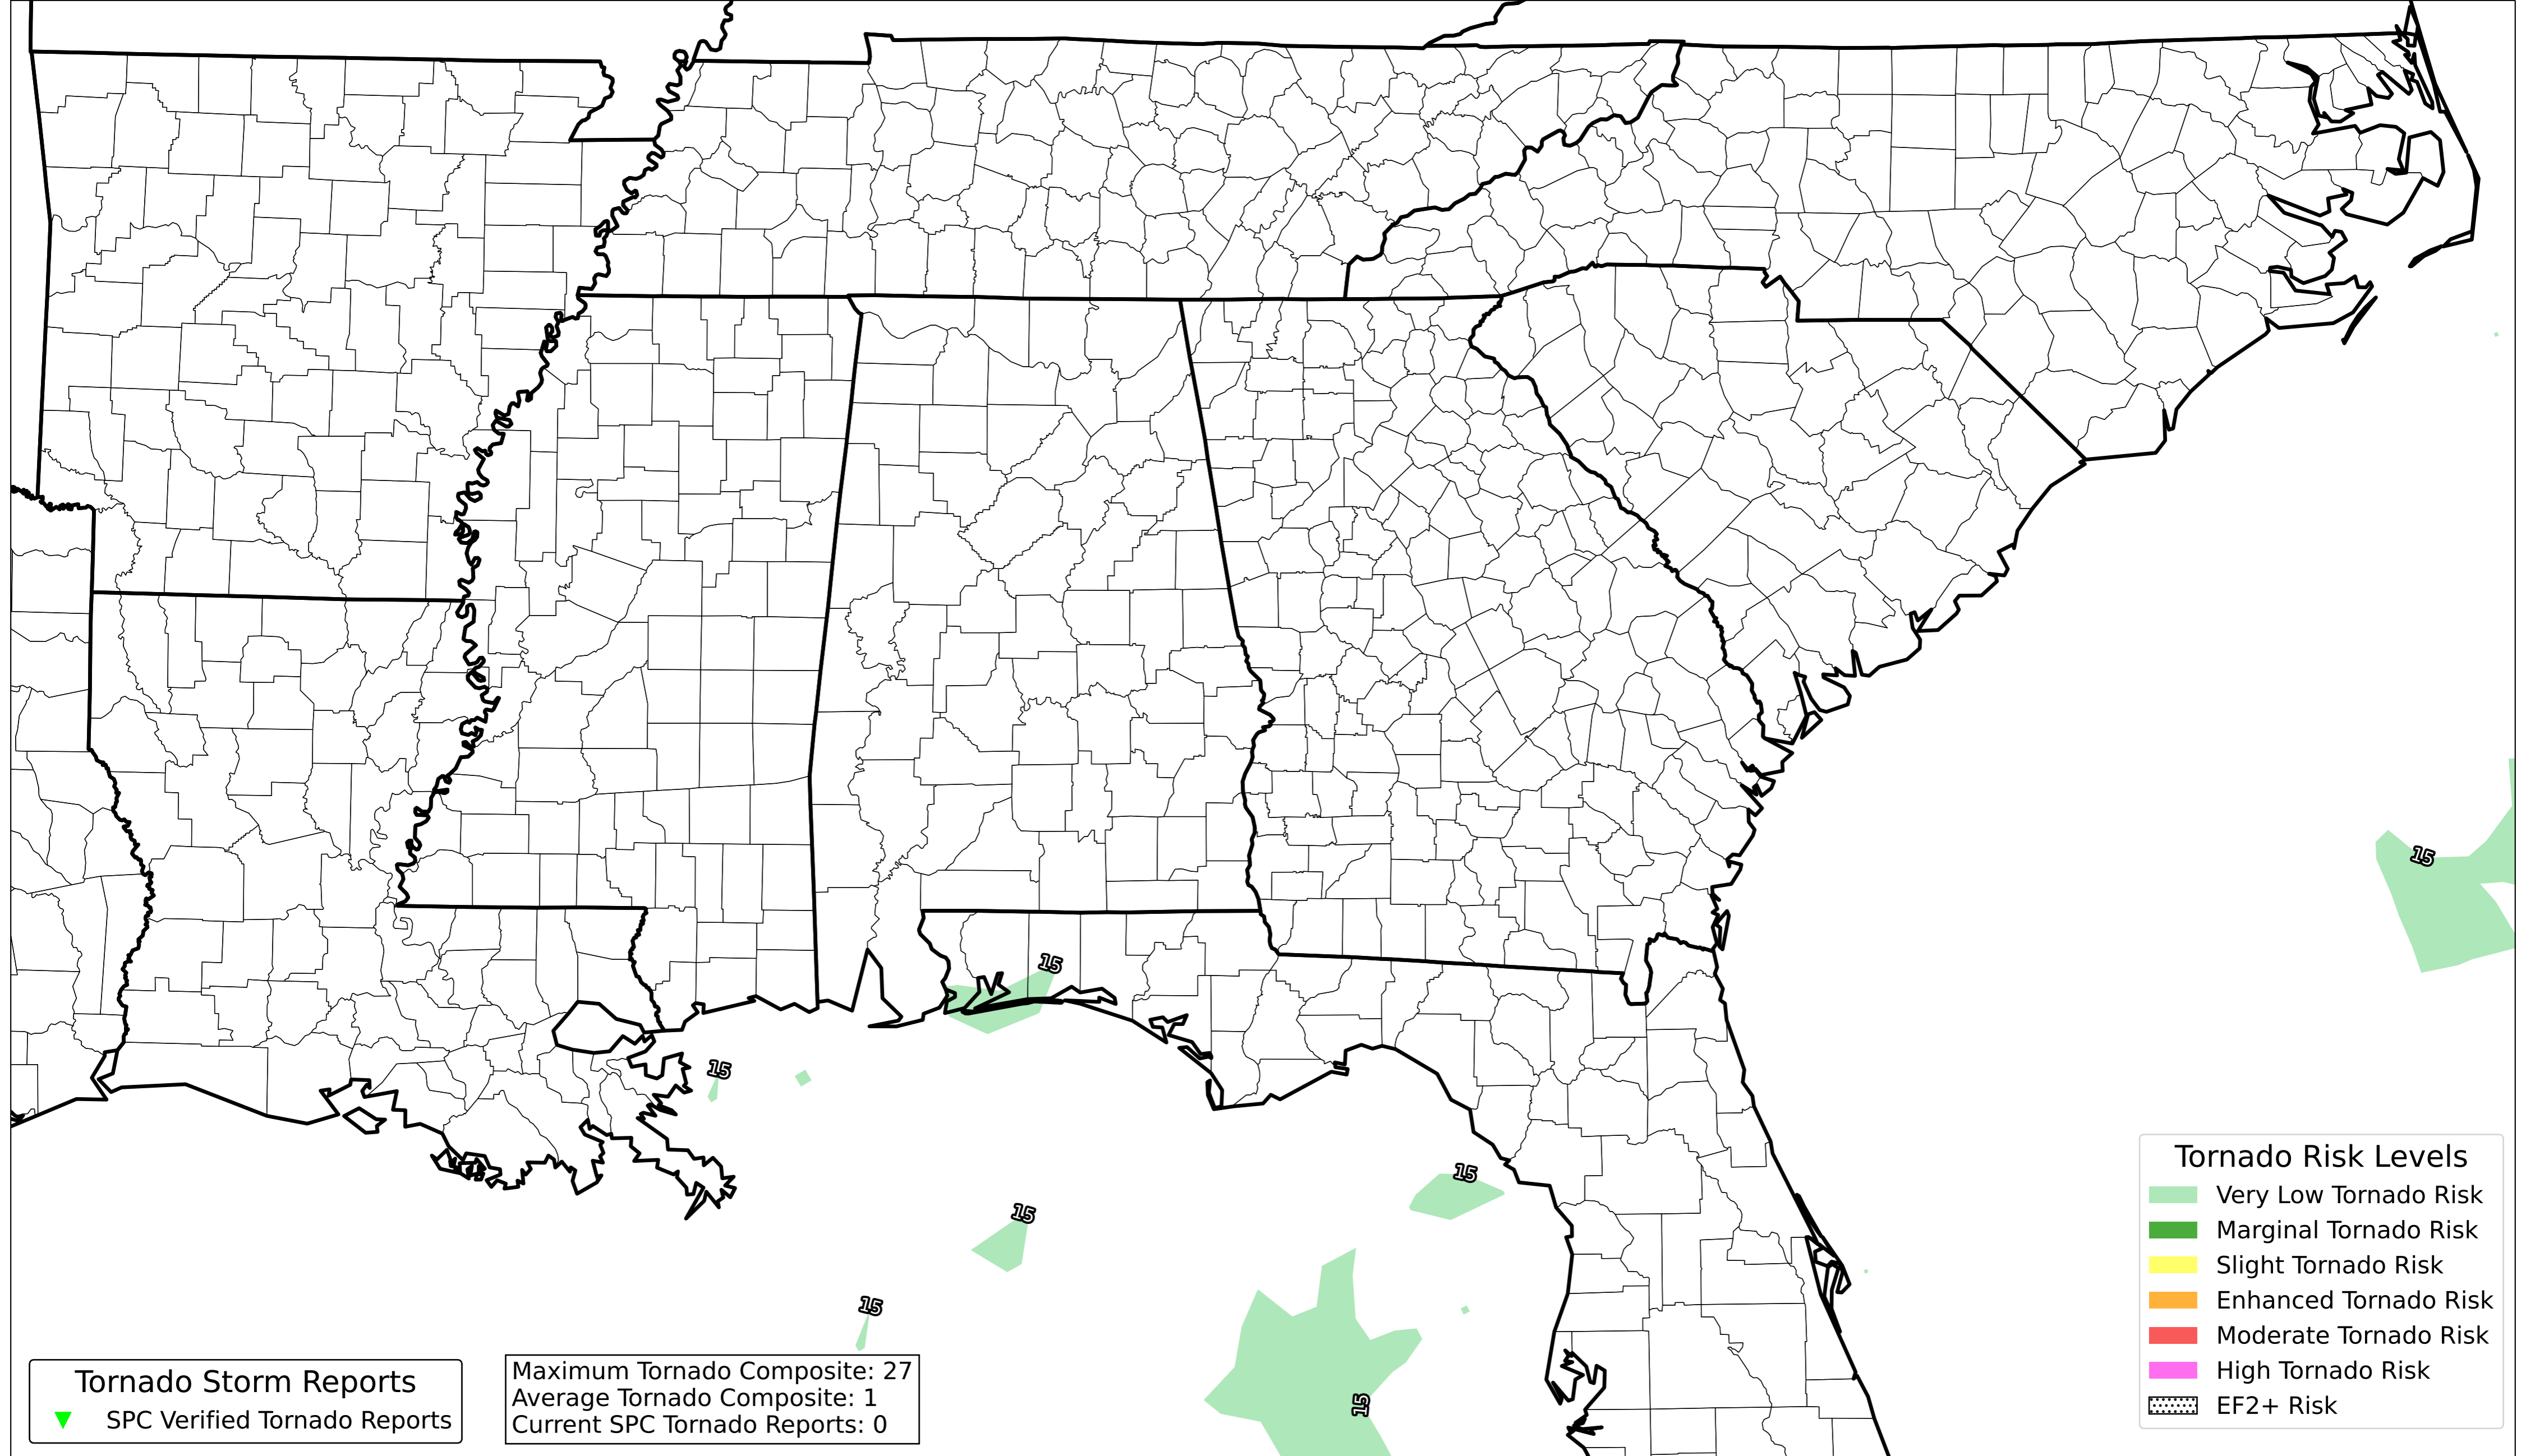 15
15
15
15
15
15
15
Tornado Storm Reports
SPC Verified Tornado Reports
Maximum Tornado Composite: 27
Average Tornado Composite: 1
Current SPC Tornado Reports: 0
Tornado Risk Levels
Very Low Tornado Risk
Marginal Tornado Risk
Slight Tornado Risk
Enhanced Tornado Risk
Moderate Tornado Risk
High Tornado Risk
EF2+ Risk